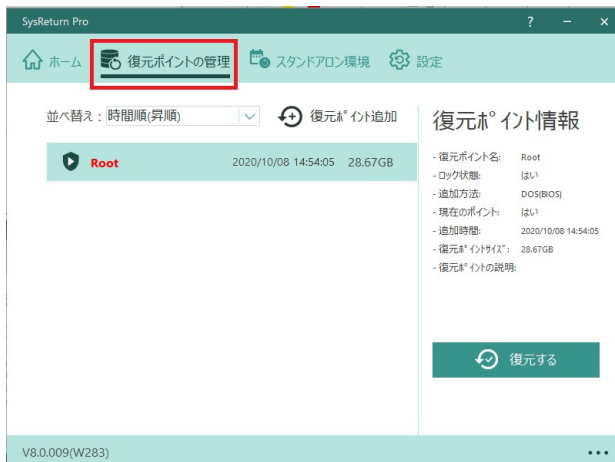 SysReturn Pro
ホーム 復元ポイントの管理 スタンドアロン環境 設定
並べ替え：時間順(昇順) 復元ﾎﾟｲﾝﾄ追加
Root 2020/10/08 14:54:05 28.67GB
復元ﾎﾟｲﾝﾄ情報
- 復元ポイント名: Root
- ロック状態: はい
- 追加方法: DOS(BIOS)
- 現在のポイント: はい
- 追加時間: 2020/10/08 14:54:05
- 復元ﾎﾟｲﾝﾄｻｲｽﾞ: 28.67GB
- 復元ﾎﾟｲﾝﾄの説明:
復元する
V8.0.009(W283)